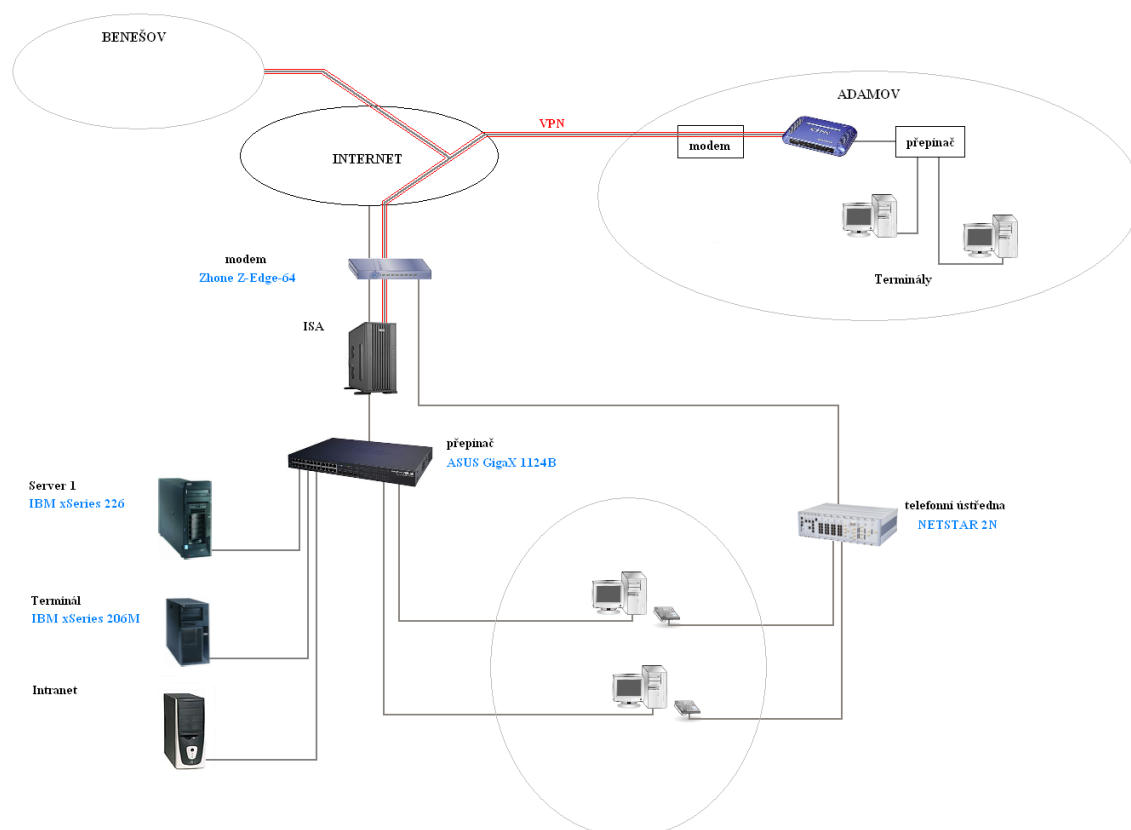 BENEŠOV
ADAMOV
VPN
INTERNET
modem
přepínač
modem
Zhone Z-Edge-64
Terminály
ISA
přepínač
ASUS GigaX 1124B
Server 1
IBM xSeries 226
telefonní ústředna
NETSTAR 2N
Terminál
IBM xSeries 206M
Intranet